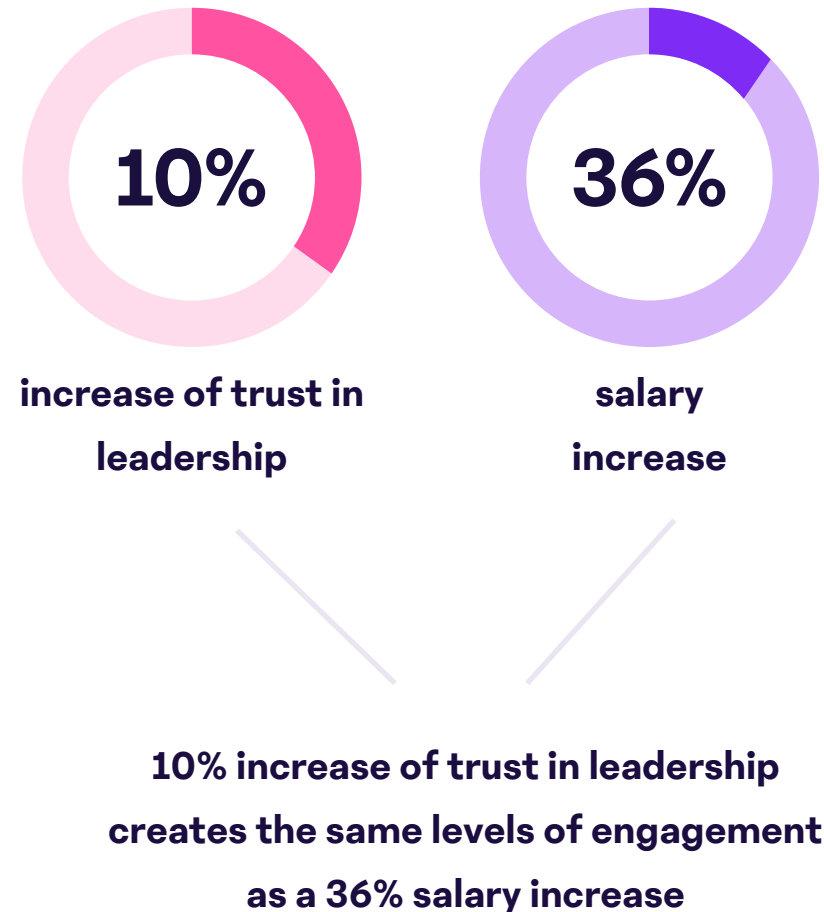 10%
36%
increase of trust in
leadership
salary
increase
10% increase of trust in leadership
creates the same levels of engagement
as a 36% salary increase